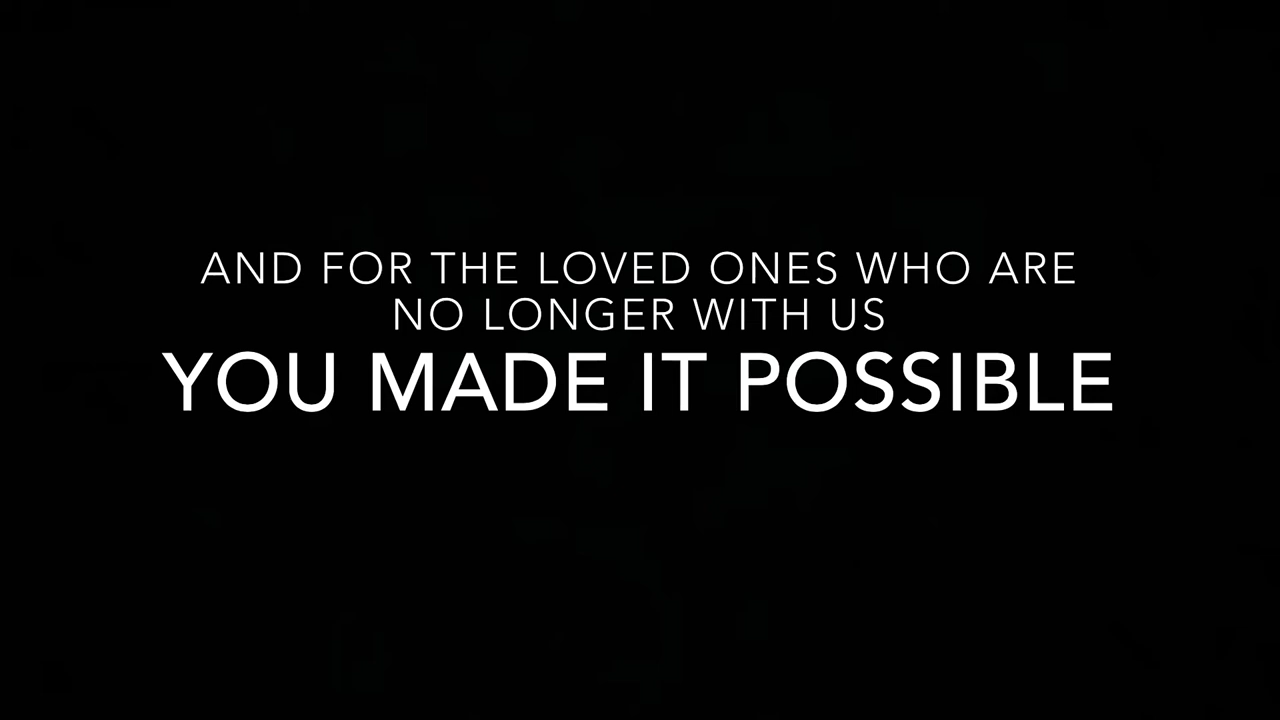 AND FOR THE LOVED ONES WHO ARE
NO LONGER WITH US
YOU MADE IT POSSIBLE